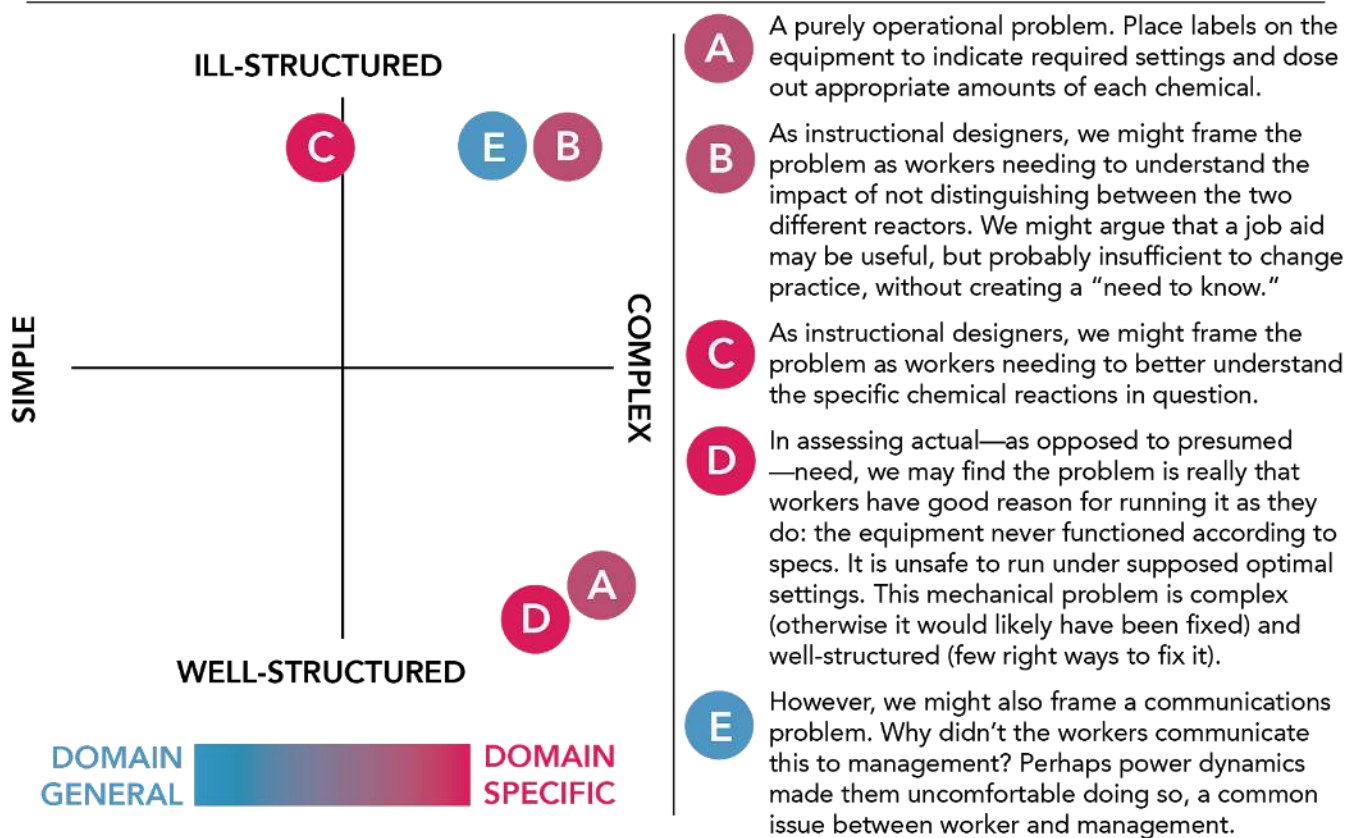 ILL-STRUCTURED
C
E
B
SIMPLE
COMPLEX
D
A
WELL-STRUCTURED
DOMAIN
GENERAL
DOMAIN
SPECIFIC
A
A purely operational problem. Place labels on the
equipment to indicate required settings and dose
out appropriate amounts of each chemical.
B
As instructional designers, we might frame the
problem as workers needing to understand the
impact of not distinguishing between the two
different reactors. We might argue that a job aid
may be useful, but probably insufficient to change
practice, without creating a “need to know.“
C
As instructional designers, we might frame the
problem as workers needing to better understand
the specific chemical reactions in question.
D
In assessing actual—as opposed to presumed
—need, we may find the problem is really that
workers have good reason for running it as they
do: the equipment never functioned according to
specs. It is unsafe to run under supposed optimal
settings. This mechanical problem is complex
(otherwise it would likely have been fixed) and
well-structured (few right ways to fix it).
E
However, we might also frame a communications
problem. Why didn’t the workers communicate
this to management? Perhaps power dynamics
made them uncomfortable doing so, a common
issue between worker and management.